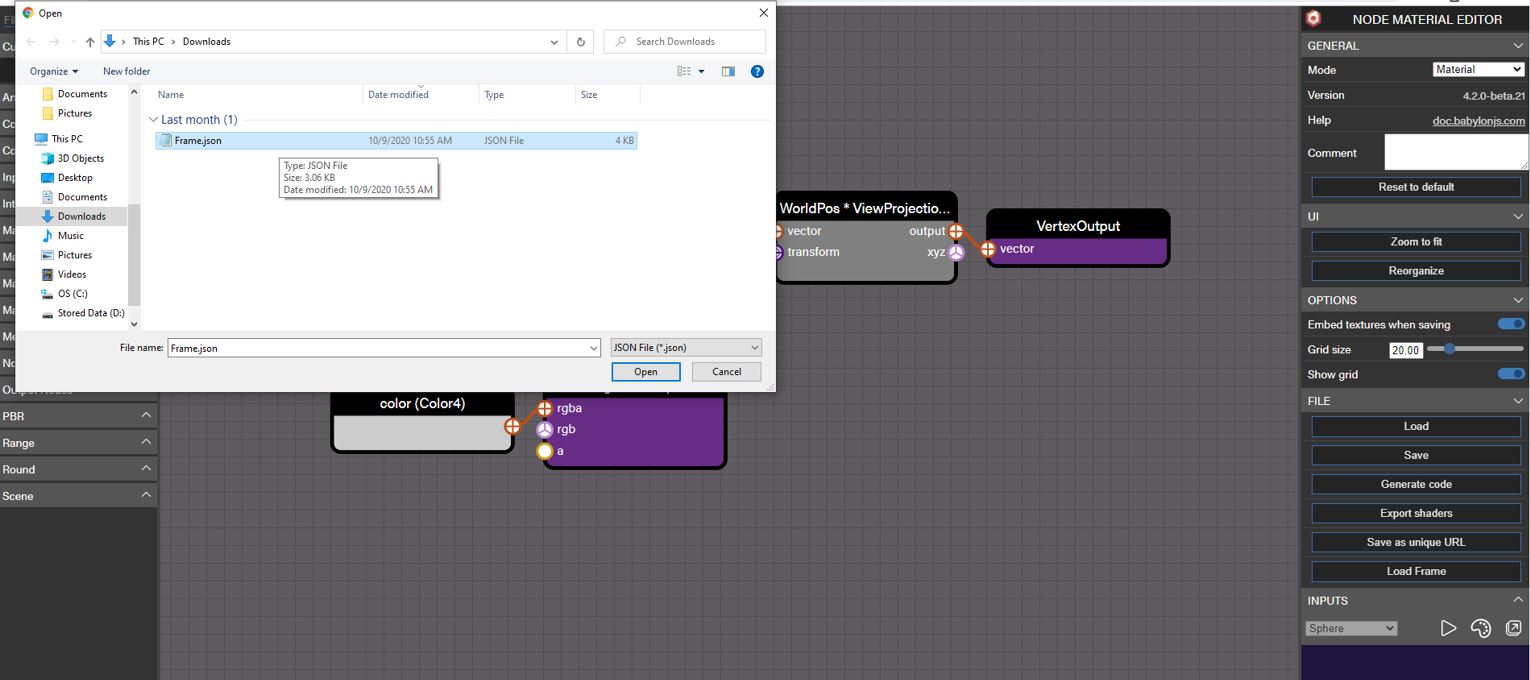 Open
This PC
Downloads
Search Downloads
Organize
New folder
Documents
Pictures
This PC
3D Objects
Desktop
Documents
Downloads
Music
Pictures
Videos
OS (C:)
Stored Data (D:)
Name
Date modified
Type
Size
Last month (1)
Frame.json
10/9/2020 10:55 AM
JSON File
4 KB
Type: JSON File
Size: 3.06 KB
Date modified: 10/9/2020 10:55 AM
File name:
Frame.json
JSON File (*.json)
Open
Cancel
PBR
Range
Round
Scene
WorldPos * ViewProjectio...
vector
output
transform
xyz
VertexOutput
vector
color (Color4)
rgba
rgb
a
NODE MATERIAL EDITOR
GENERAL
Mode
Material
Version
4.2.0-beta.21
Help
doc.babylonjs.com
Comment
Reset to default
UI
Zoom to fit
Reorganize
OPTIONS
Embed textures when saving
Grid size
20.00
Show grid
FILE
Load
Save
Generate code
Export shaders
Save as unique URL
Load Frame
INPUTS
Sphere